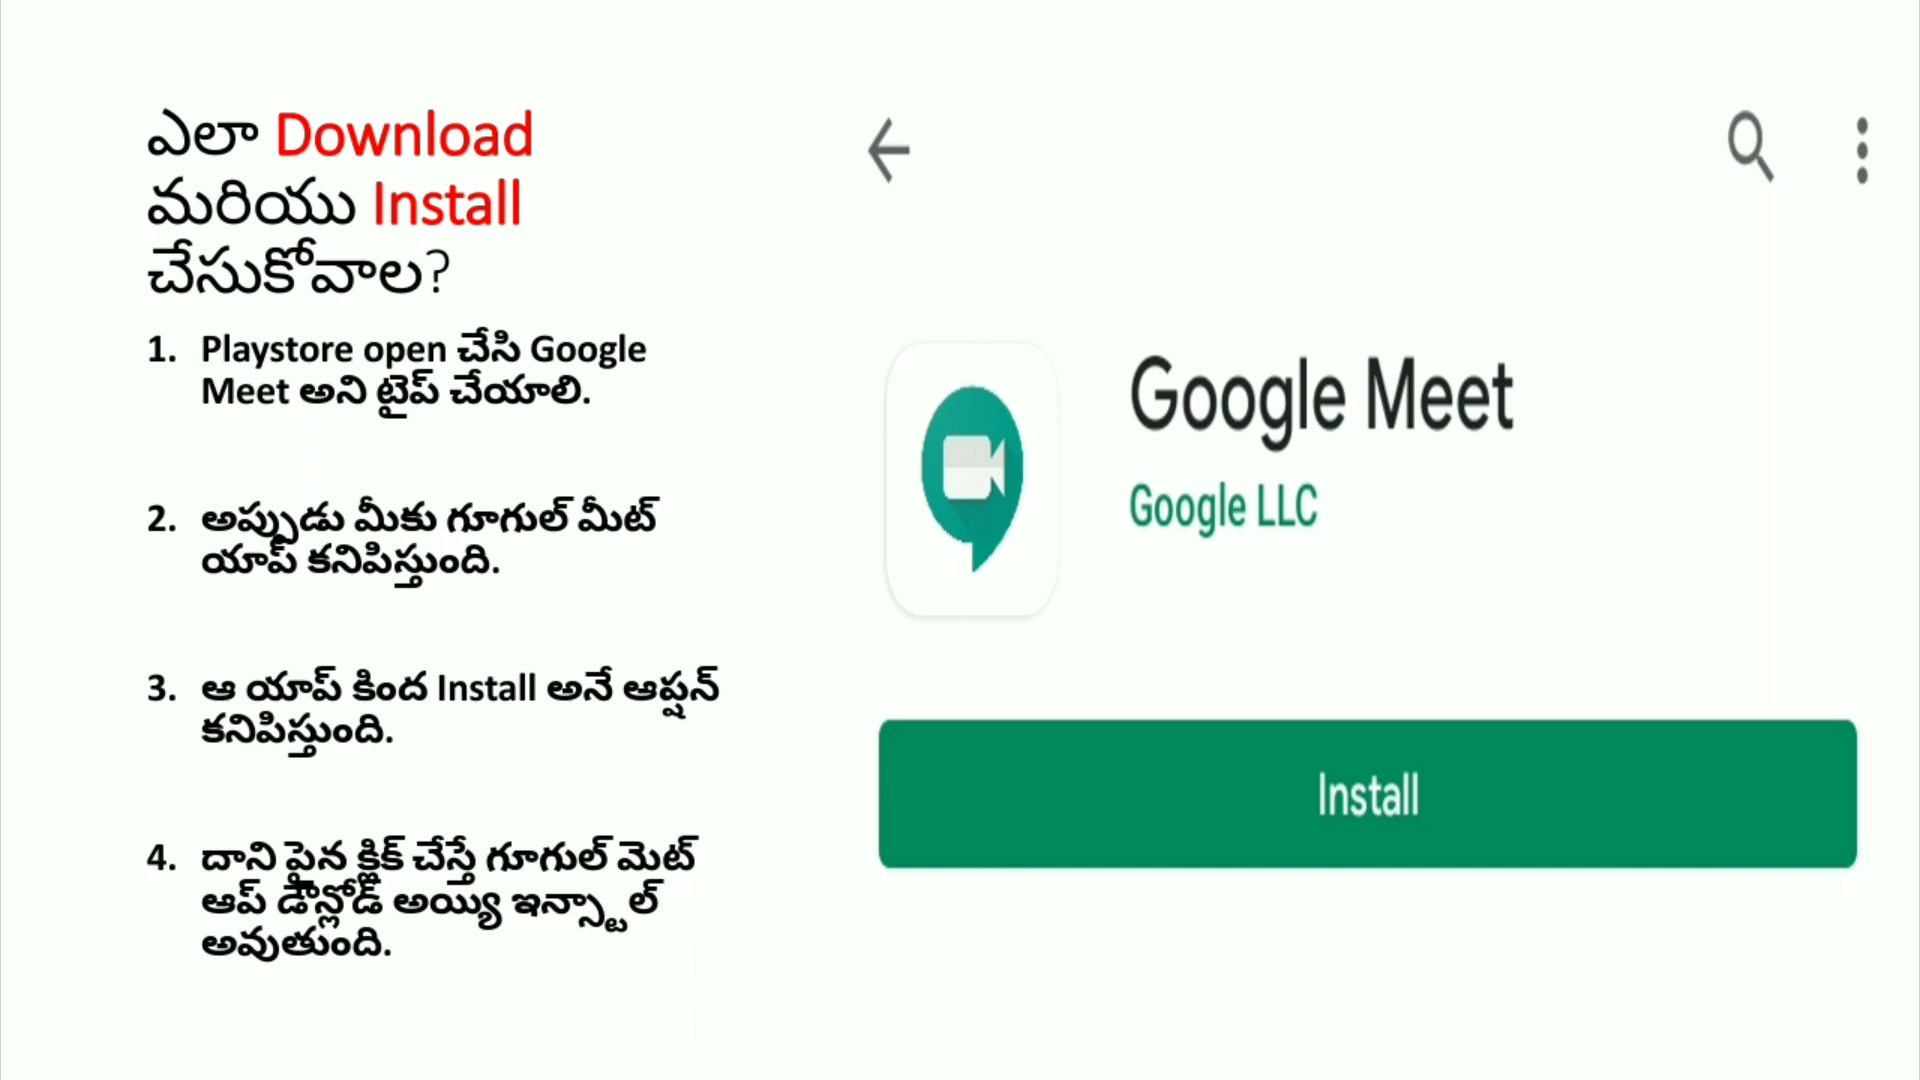 ఎలా Download
మరియు Install
చేసుకోవాల?
1. Playstore open చేసి Google
Meet అని టైప్ చేయాలి.
2. అప్పుడు మీకు గూగుల్ మీట్
యాప్ కనిపిస్తుంది.
3. ఆ యాప్ కింద Install అనే ఆప్షన్
కనిపిస్తుంది.
4. దాని పైన క్లిక్ చేస్తే గూగుల్ మెట్
ఆప్ డౌన్లోడ్ అయ్యి ఇన్స్టాల్
అవుతుంది.
Google Meet
Google LLC
Install